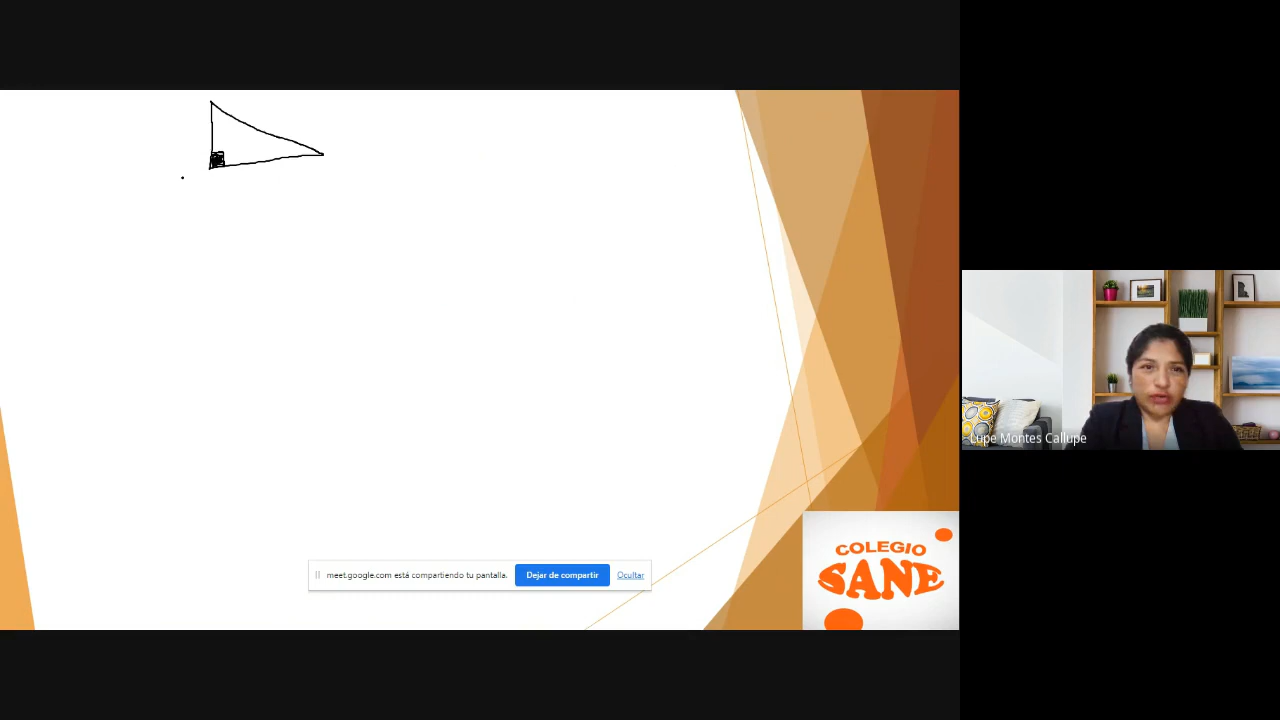 Lupe Montes Callupe
COLEGIO
SANE
meet.google.com está compartiendo tu pantalla.
Dejar de compartir
Ocultar